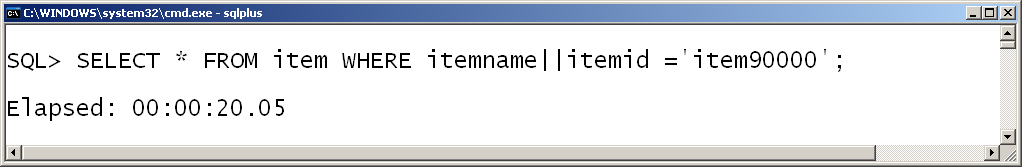 C:\WINDOWS\system32\cmd.exe - sqlplus
SQL> SELECT * FROM item WHERE itemname||itemid ='item90000';
Elapsed: 00:00:20.05